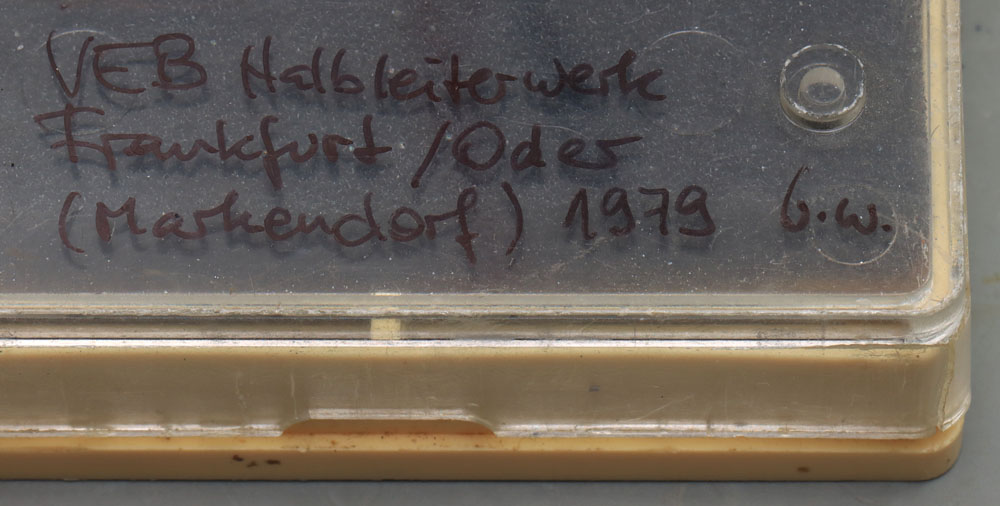 VEB Halbleiterwerk
Frankfurt /Oder
(Markendorf) 1979 b.w.